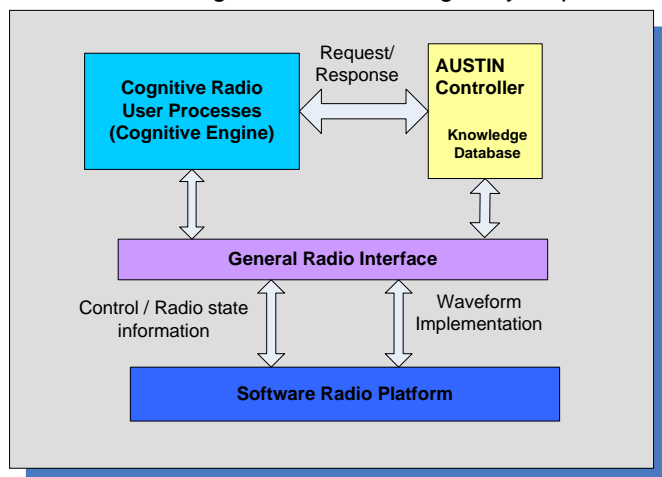 Request/
Response
Cognitive Radio
User Processes
(Cognitive Engine)
AUSTIN
Controller
Knowledge
Database
General Radio Interface
Control / Radio state
information
Waveform
Implementation
Software Radio Platform